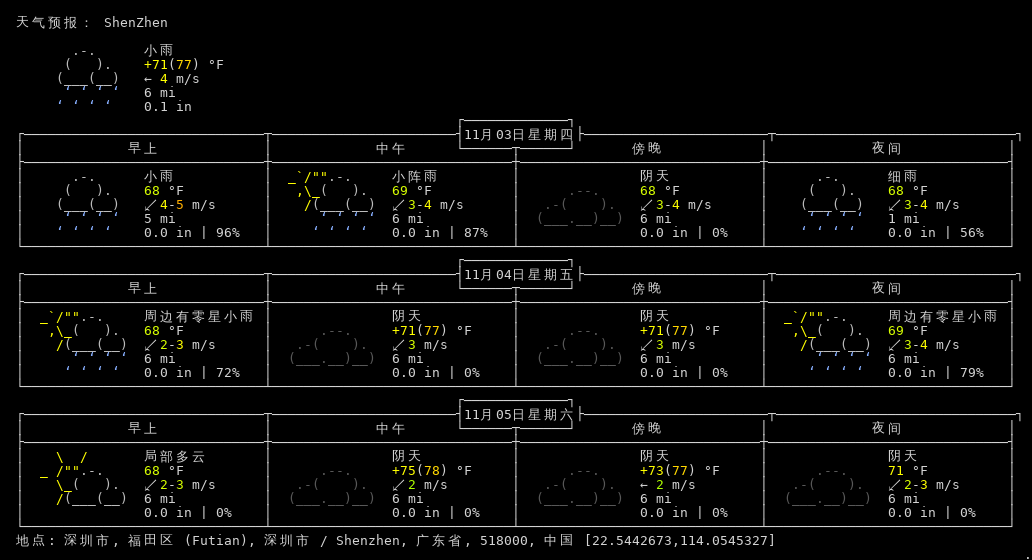 天气预报： ShenZhen
小雨
+71(77) °F
← 4 m/s
6 mi
0.1 in
11月03日星期四
早上 中午 傍晚 夜间
小雨 小阵雨 阴天 细雨
68 °F 69 °F 68 °F 68 °F
↙4-5 m/s ↙3-4 m/s ↙3-4 m/s ↙3-4 m/s
5 mi 6 mi 6 mi 1 mi
0.0 in | 96% 0.0 in | 87% 0.0 in | 0% 0.0 in | 56%
11月04日星期五
早上 中午 傍晚 夜间
周边有零星小雨 阴天 阴天 周边有零星小雨
68 °F +71(77) °F +71(77) °F 69 °F
↙2-3 m/s ↙3 m/s ↙3 m/s ↙3-4 m/s
6 mi 6 mi 6 mi 6 mi
0.0 in | 72% 0.0 in | 0% 0.0 in | 0% 0.0 in | 79%
11月05日星期六
早上 中午 傍晚 夜间
局部多云 阴天 阴天 阴天
68 °F +75(78) °F +73(77) °F 71 °F
↙2-3 m/s ↙2 m/s ← 2 m/s ↙2-3 m/s
6 mi 6 mi 6 mi 6 mi
0.0 in | 0% 0.0 in | 0% 0.0 in | 0% 0.0 in | 0%
地点: 深圳市, 福田区 (Futian), 深圳市 / Shenzhen, 广东省, 518000, 中国 [22.5442673,114.0545327]